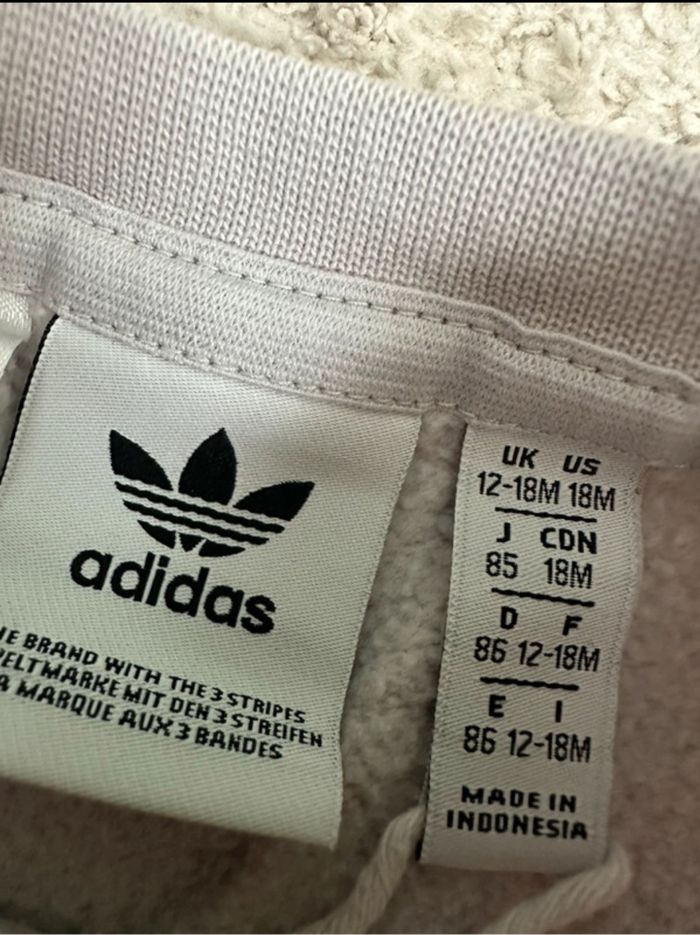 adidas
BRAND WITH THE 3 STRIPES
MARKE MIT DEN 3 STREIFEN
MARQUE AUX 3 BANDES
UK US
12-18M 18M
J CDN
85 18M
D F
86 12-18M
E I
86 12-18M
MADE IN
INDONESIA